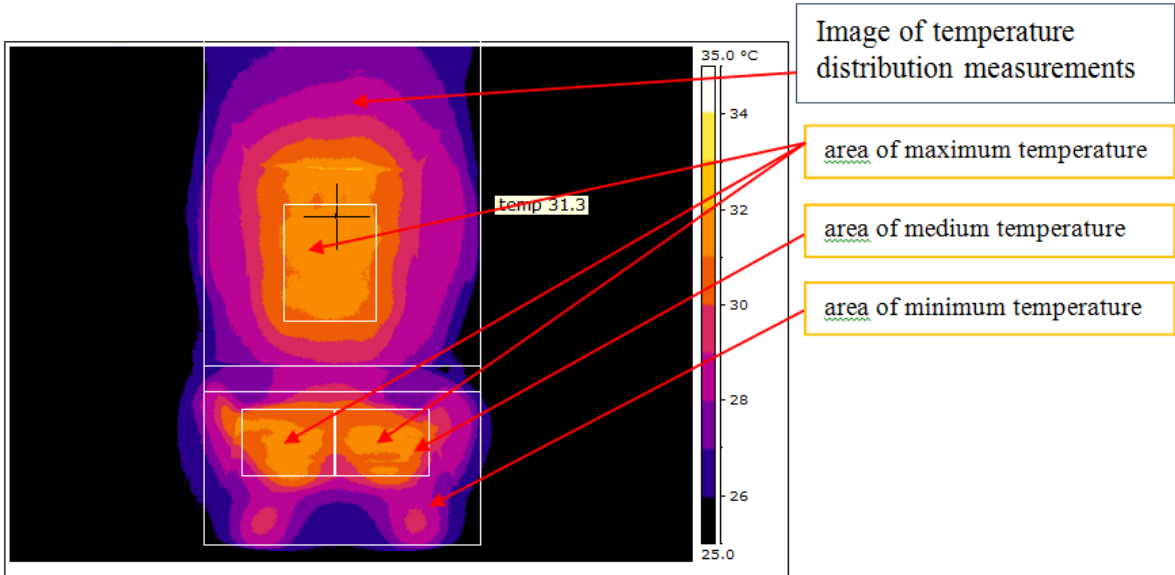 Image of temperature
distribution measurements
35.0 °C
34
area of maximum temperature
temp 31.3
32
area of medium temperature
30
area of minimum temperature
28
26
25.0